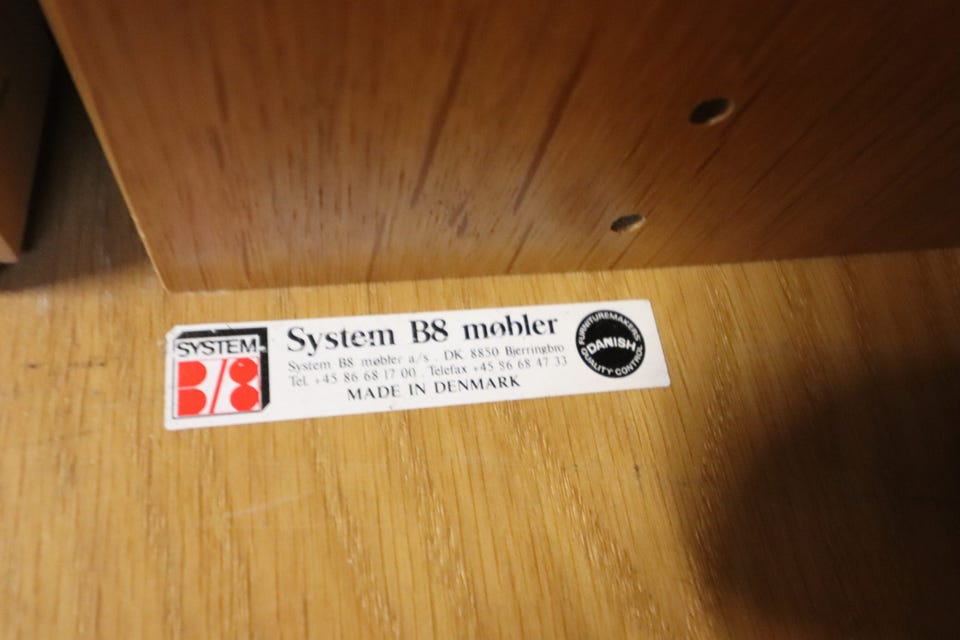 SYSTEM
B/8
System B8 møbler
System B8 møbler a/s . DK 8850 Bjerringbro
Tel. +45 86 68 17 00 . Telefax +45 86 68 47 33
MADE IN DENMARK
FURNITUREMAKERS
DANISH
QUALITY CONTROL